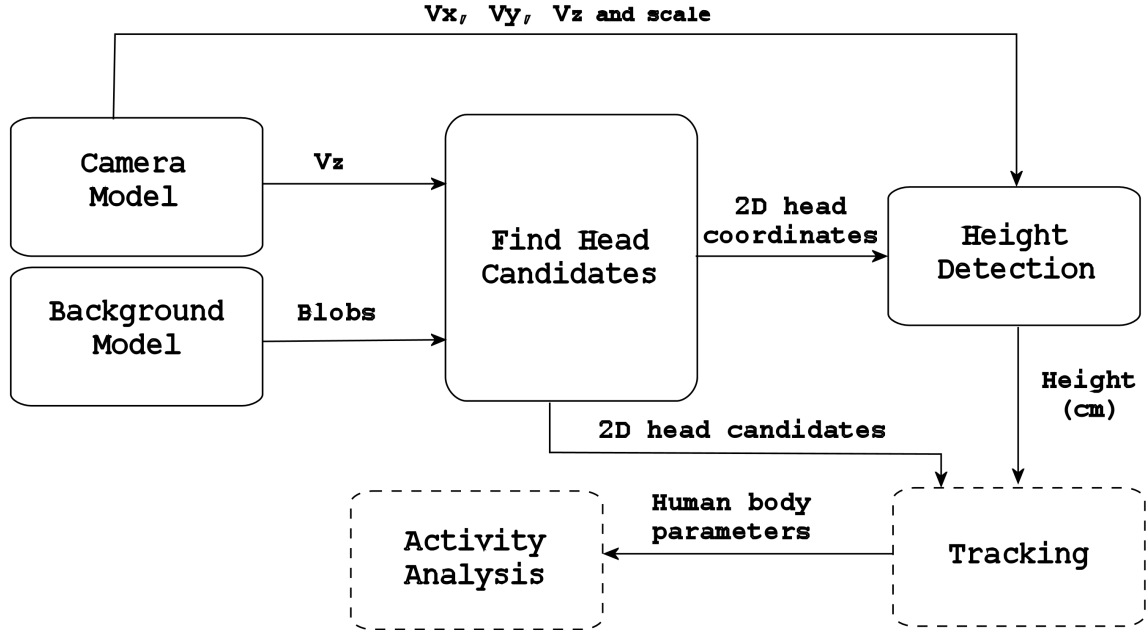 Vx, Vy, Vz and scale
Camera
Model
Vz
Background
Model
Blobs
Find Head
Candidates
2D head
coordinates
Height
Detection
Height
(cm)
2D head candidates
Human body
parameters
Activity
Analysis
Tracking